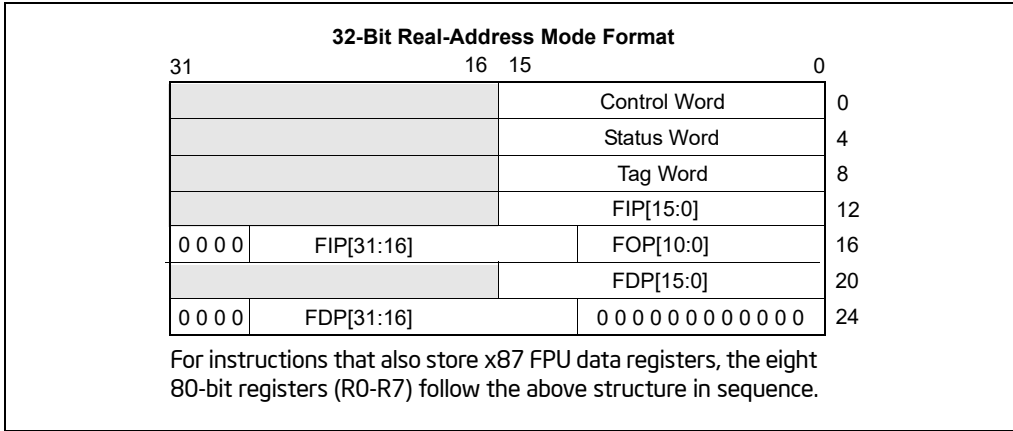 32-Bit Real-Address Mode Format
31 16 15 0
Control Word 0
Status Word 4
Tag Word 8
FIP[15:0] 12
0 0 0 0 FIP[31:16] FOP[10:0] 16
FDP[15:0] 20
0 0 0 0 FDP[31:16] 0 0 0 0 0 0 0 0 0 0 0 0 24
For instructions that also store x87 FPU data registers, the eight
80-bit registers (R0-R7) follow the above structure in sequence.